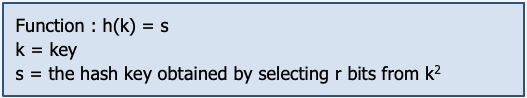 Function : h(k) = s
k = key
s = the hash key obtained by selecting r bits from k²